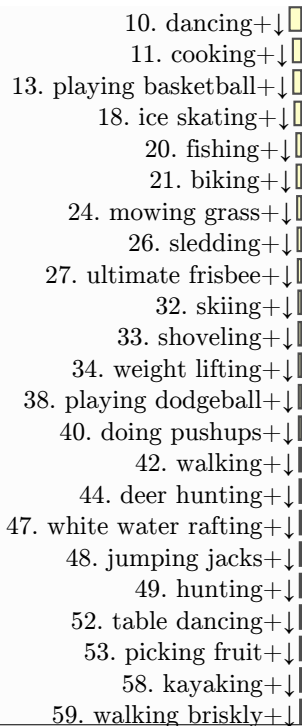 10. dancing+↓
11. cooking+↓
13. playing basketball+↓
18. ice skating+↓
20. fishing+↓
21. biking+↓
24. mowing grass+↓
26. sledding+↓
27. ultimate frisbee+↓
32. skiing+↓
33. shoveling+↓
34. weight lifting+↓
38. playing dodgeball+↓
40. doing pushups+↓
42. walking+↓
44. deer hunting+↓
47. white water rafting+↓
48. jumping jacks+↓
49. hunting+↓
52. table dancing+↓
53. picking fruit+↓
58. kayaking+↓
59. walking briskly+↓